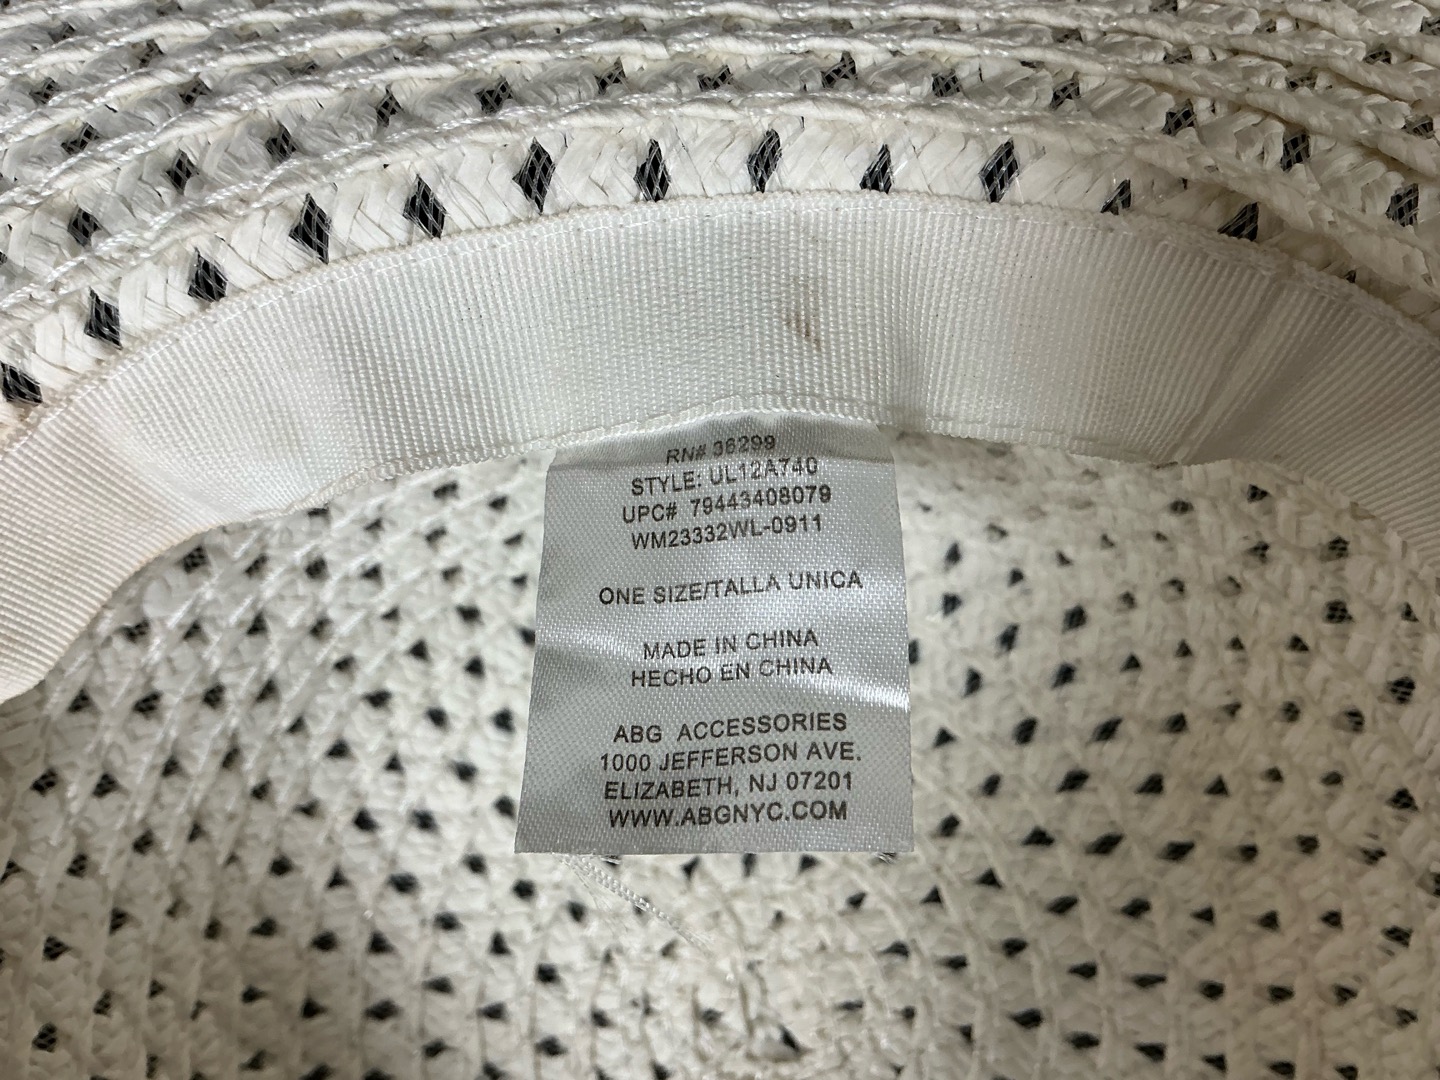 RN# 36299
STYLE: UL12A740
UPC# 79443408079
WM23332WL-0911
ONE SIZE/TALLA UNICA
MADE IN CHINA
HECHO EN CHINA
ABG ACCESSORIES
1000 JEFFERSON AVE.
ELIZABETH, NJ 07201
WWW.ABGNYC.COM